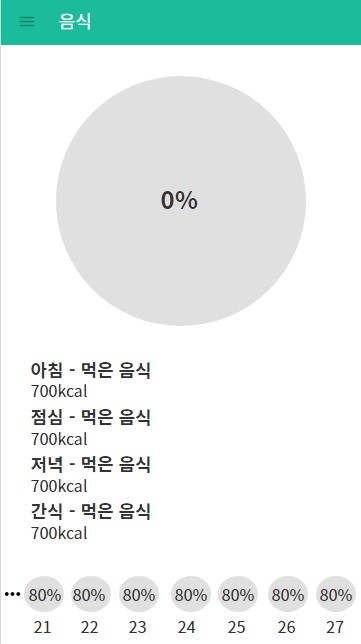 음식
0%
아침 - 먹은 음식
700kcal
점심 - 먹은 음식
700kcal
저녁 - 먹은 음식
700kcal
간식 - 먹은 음식
700kcal
••• 80% 80% 80% 80% 80% 80% 80%
21 22 23 24 25 26 27